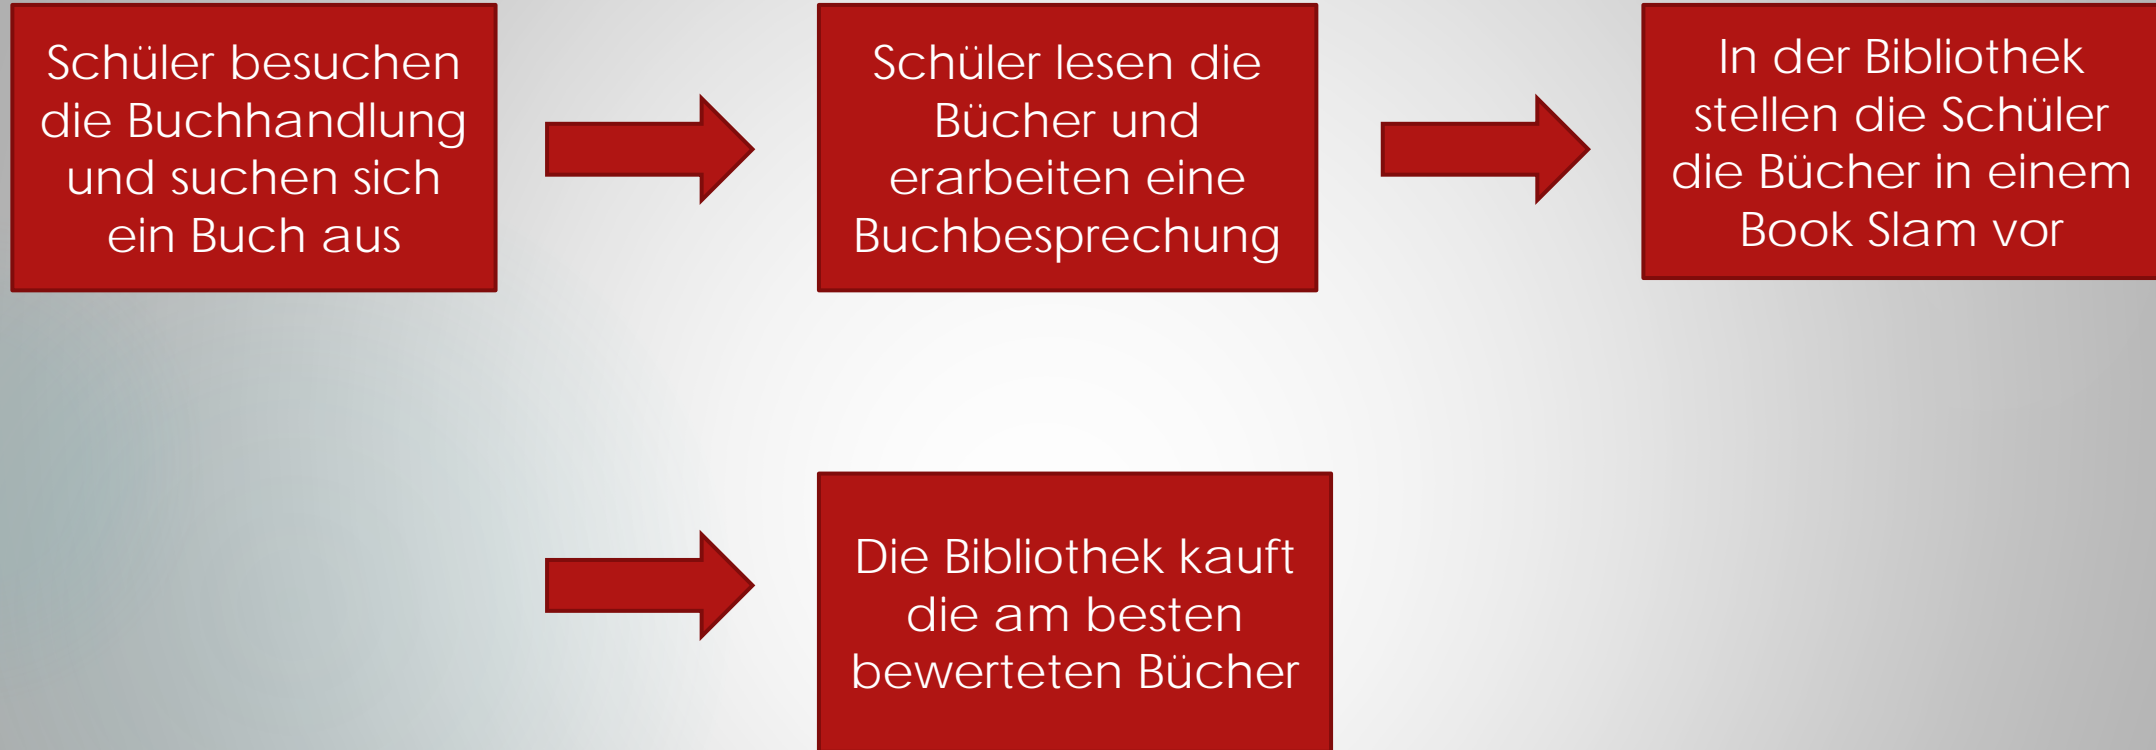 Schüler besuchen
die Buchhandlung
und suchen sich
ein Buch aus
Schüler lesen die
Bücher und
erarbeiten eine
Buchbesprechung
In der Bibliothek
stellen die Schüler
die Bücher in einem
Book Slam vor
Die Bibliothek kauft
die am besten
bewerteten Bücher